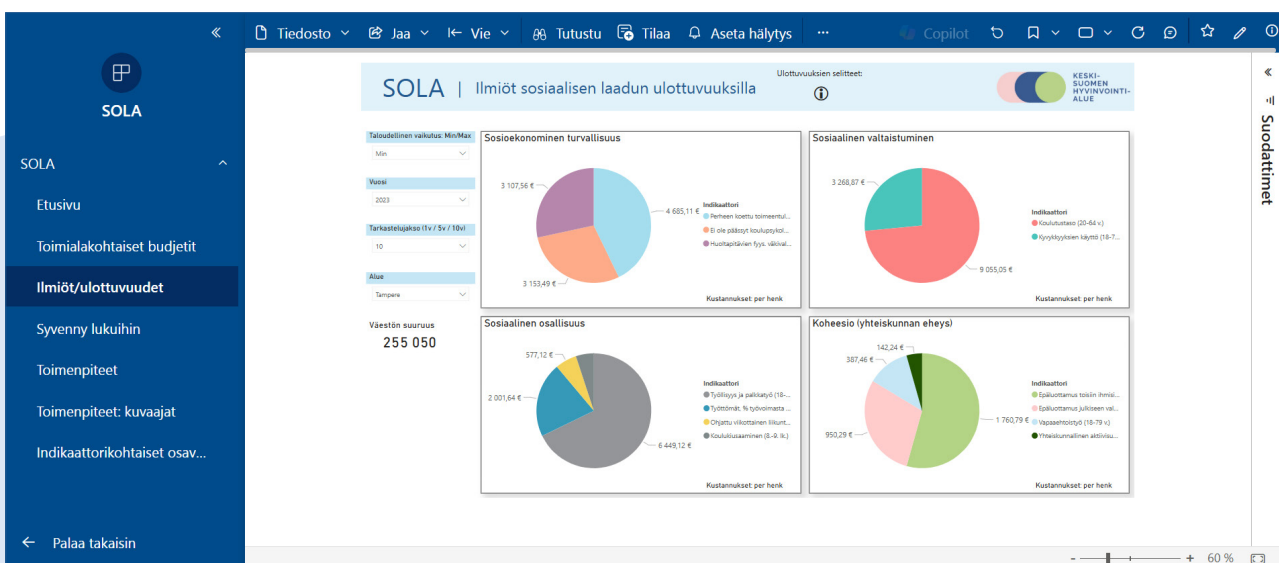 SOLA
SOLA
Etusivu
Toimialakohtaiset budjetit
Ilmiöt/ulottuvuudet
Syvenny lukuihin
Toimenpiteet
Toimenpiteet: kuvaajat
Indikaattorikohtaiset osav...
Palaa takaisin
Tiedosto Jaa Vie Tutustu Tilaa Aseta hälytys ... Copilot
SOLA | Ilmiöt sosiaalisen laadun ulottuvuuksilla
Ulottuvuuksien selitteet:
KESKI-
SUOMEN
HYVINVOINTI-
ALUE
Taloudellinen vaikutus: Min/Max
Min
Vuosi
2023
Tarkastelujakso (1v / 5v / 10v)
10
Alue
Tampere
Väestön suuruus
255 050
Sosioekonominen turvallisuus
3 107,56 €
4 685,11 €
3 153,49 €
Indikaattori
Perheen koettu toimeentul...
Ei ole päässyt koulupsykol...
Huoltapitävien fyys. väkival...
Kustannukset per henk
Sosiaalinen valtaistuminen
3 268,87 €
9 055,05 €
Indikaattori
Koulutustaso (20-64 v.)
Kyvykkyyksien käyttö (18-7...
Kustannukset per henk
Sosiaalinen osallisuus
577,12 €
2 001,64 €
6 449,12 €
Indikaattori
Työllisyys ja palkkatyö (18-...
Työttömät, % työvoimasta ...
Ohjattu viikottainen liikunt...
Koulukiusaaminen (8.-9. lk.)
Kustannukset per henk
Koheesio (yhteiskunnan eheys)
142,24 €
387,46 €
950,29 €
1 760,79 €
Indikaattori
Epäluottamus toisiin ihmisi...
Epäluottamus julkiseen val...
Vapaaehtoistyö (18-79 v.)
Yhteiskunnallinen aktiivisu...
Kustannukset per henk
Suodattimet
- + 60 %